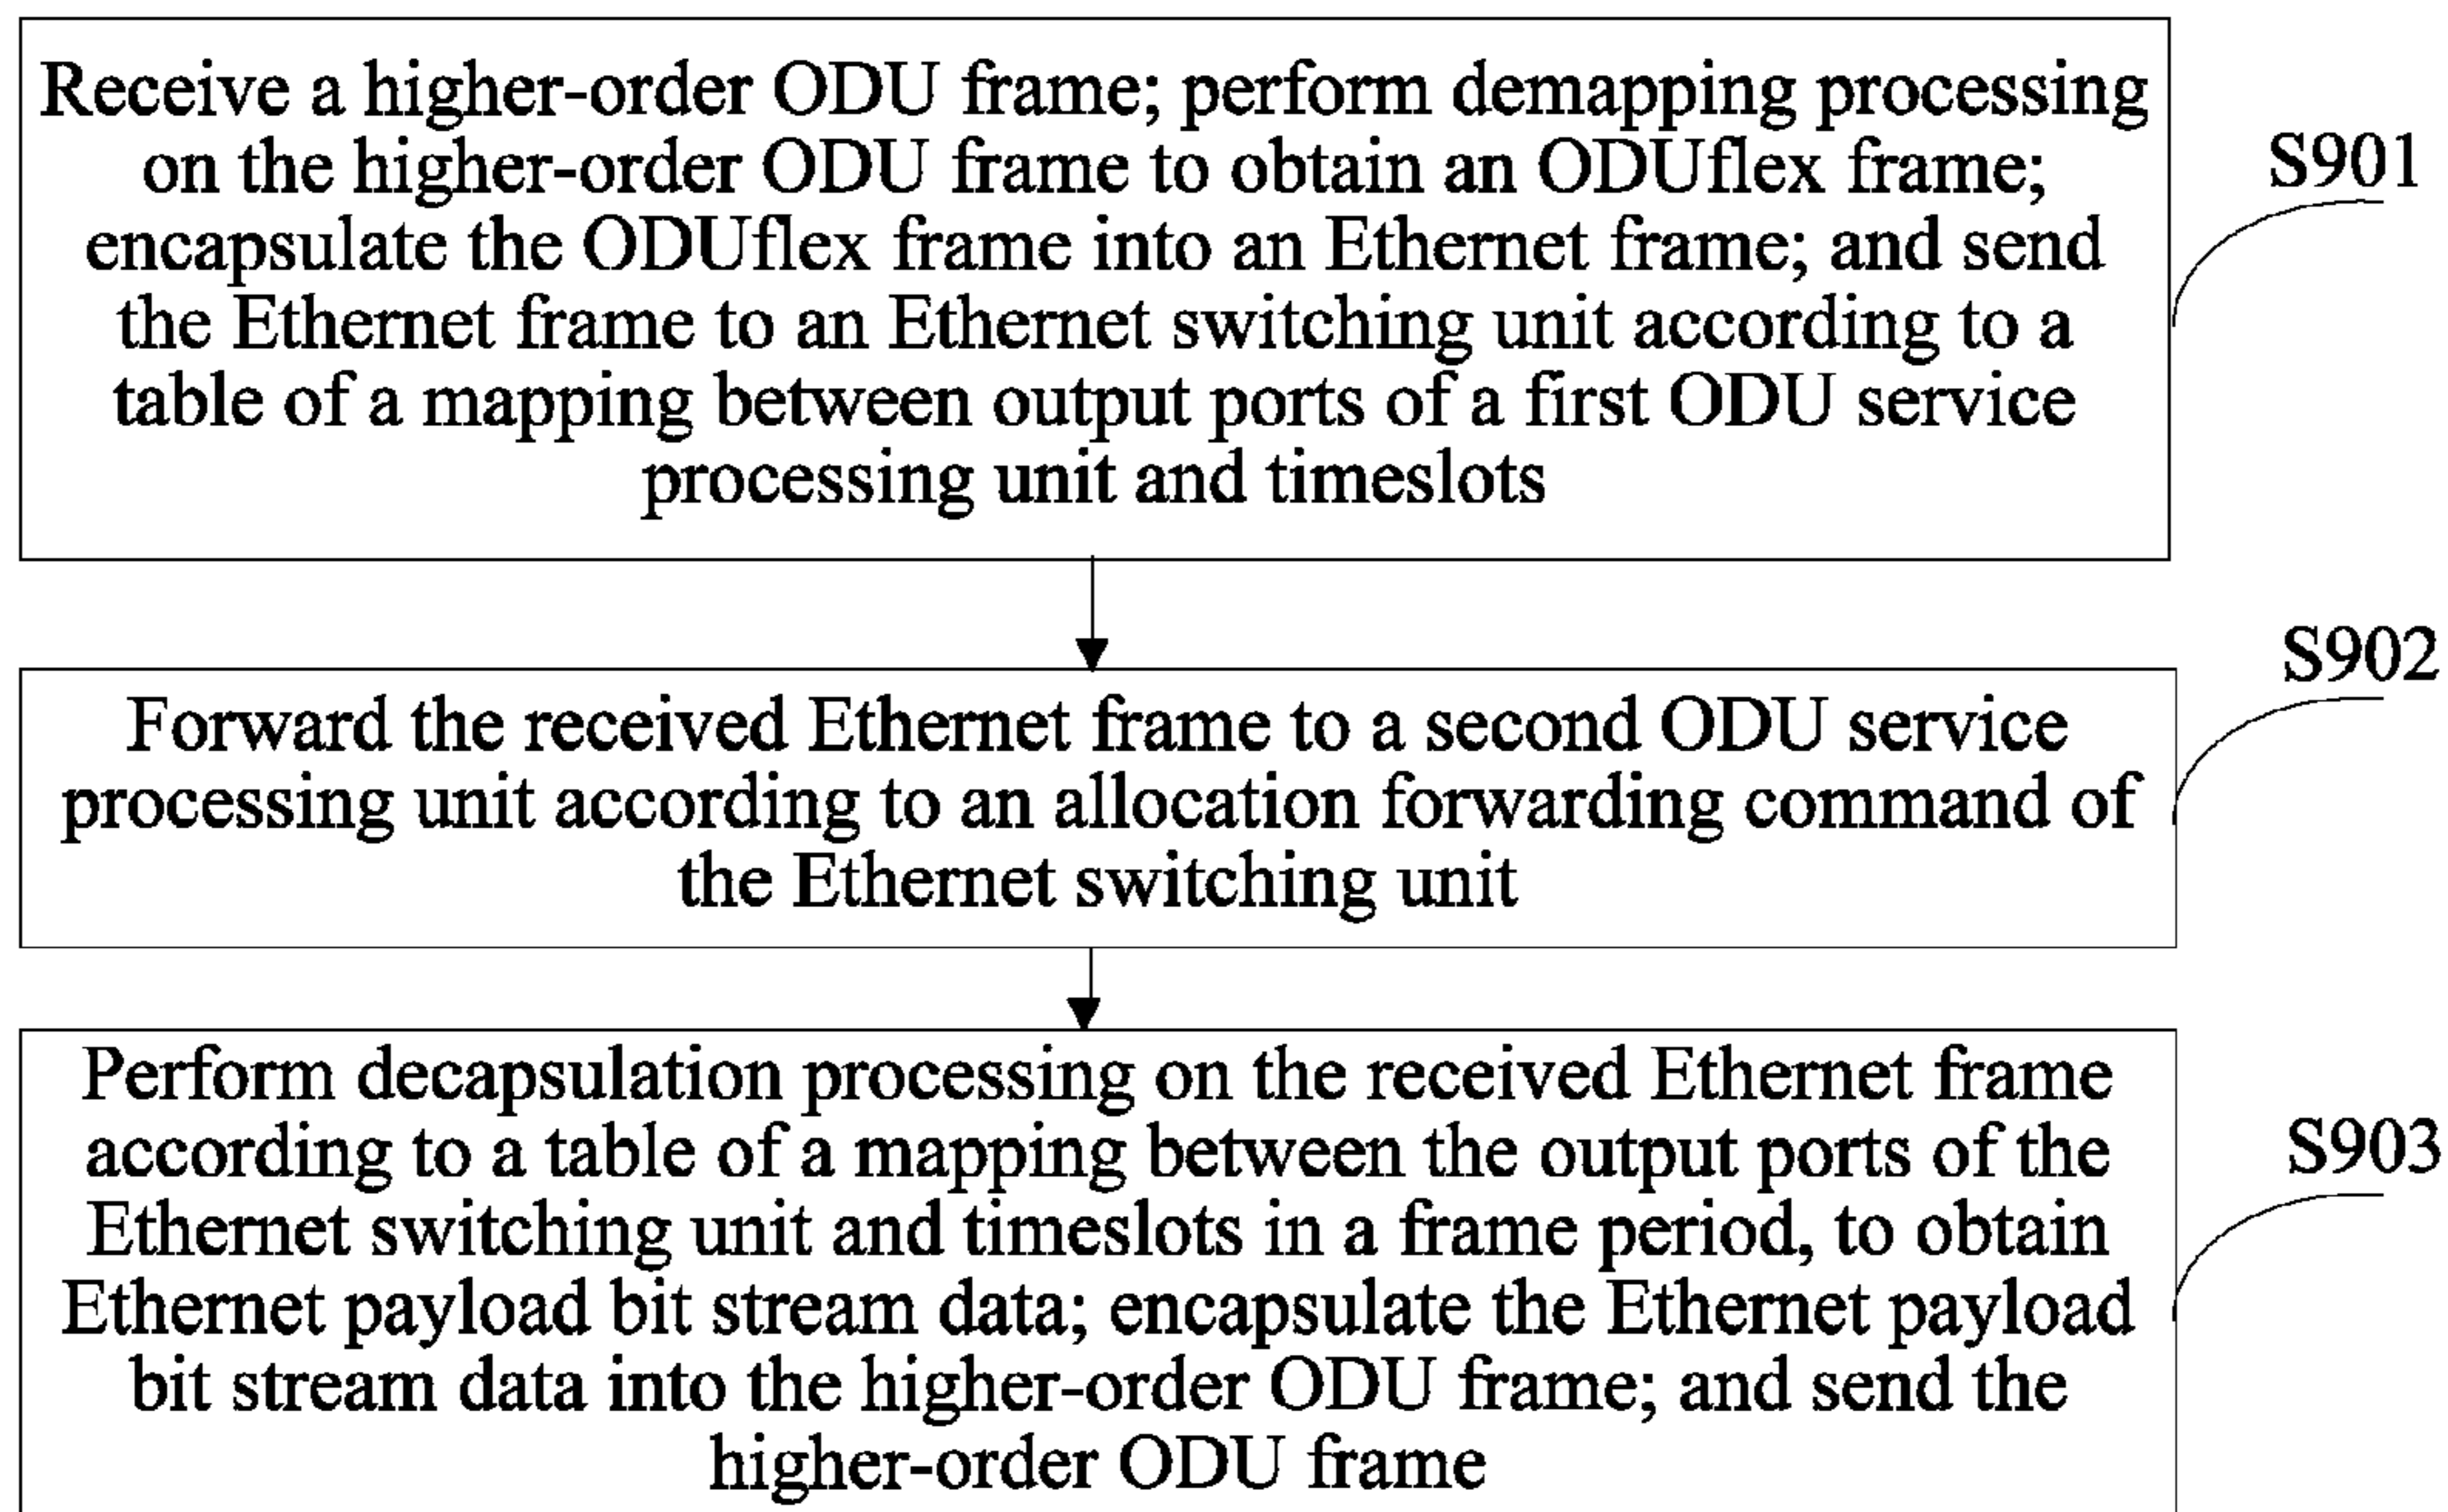 Receive a higher-order ODU frame; perform demapping processing
on the higher-order ODU frame to obtain an ODUflex frame;
encapsulate the ODUflex frame into an Ethernet frame; and send
the Ethernet frame to an Ethernet switching unit according to a
table of a mapping between output ports of a first ODU service
processing unit and timeslots
S901
Forward the received Ethernet frame to a second ODU service
processing unit according to an allocation forwarding command of
the Ethernet switching unit
S902
Perform decapsulation processing on the received Ethernet frame
according to a table of a mapping between the output ports of the
Ethernet switching unit and timeslots in a frame period, to obtain
Ethernet payload bit stream data; encapsulate the Ethernet payload
bit stream data into the higher-order ODU frame; and send the
higher-order ODU frame
S903